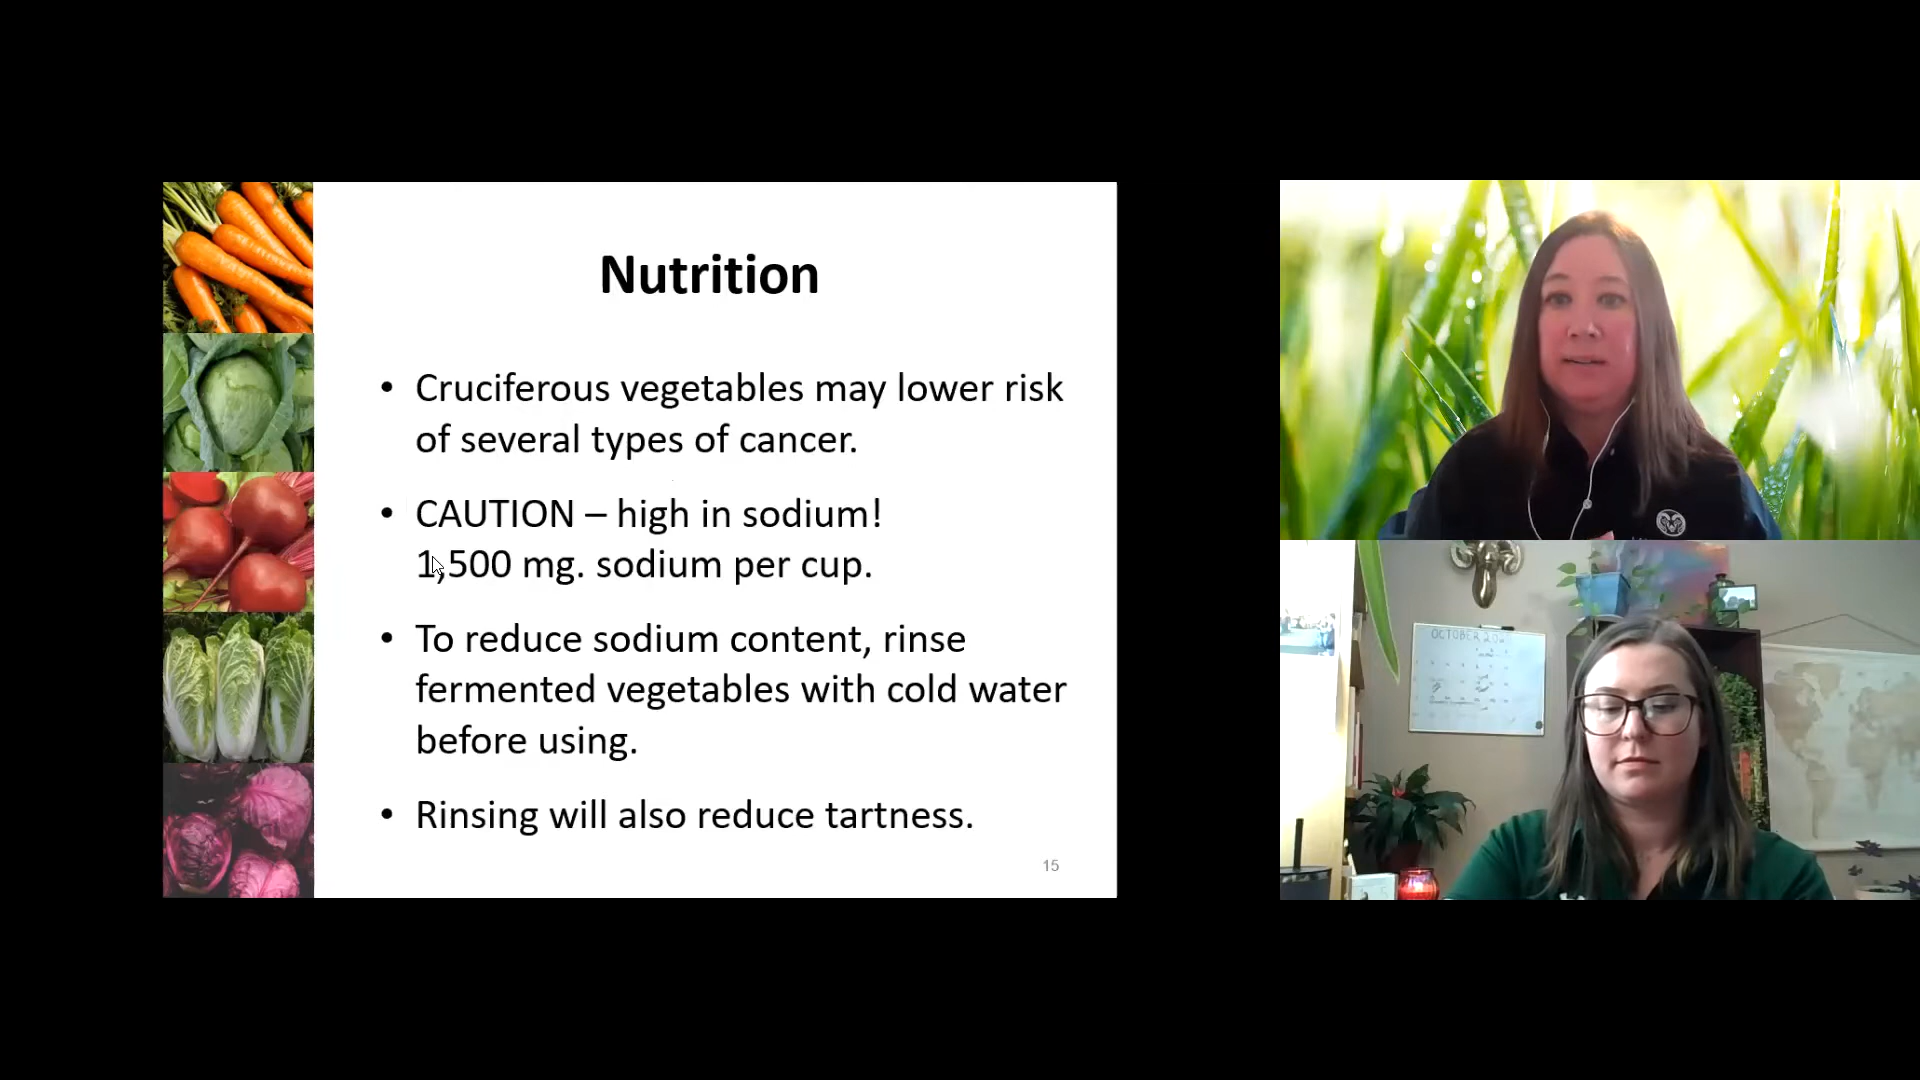 Nutrition
• Cruciferous vegetables may lower risk
of several types of cancer.
• CAUTION – high in sodium!
1,500 mg. sodium per cup.
• To reduce sodium content, rinse
fermented vegetables with cold water
before using.
• Rinsing will also reduce tartness.
15
OCTOBER